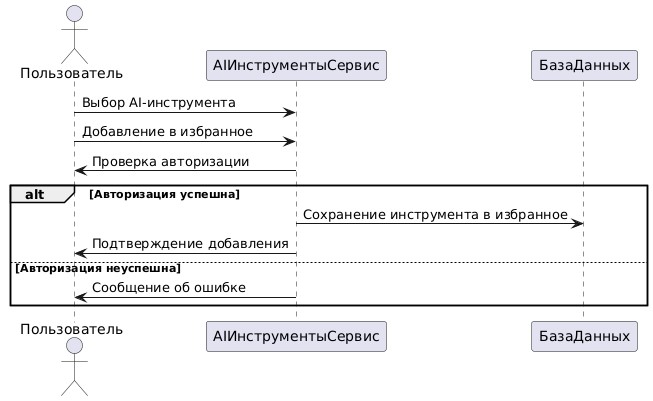 Пользователь
AIИнструментыСервис
БазаДанных
Выбор AI-инструмента
Добавление в избранное
Проверка авторизации
alt
[Авторизация успешна]
Сохранение инструмента в избранное
Подтверждение добавления
[Авторизация неуспешна]
Сообщение об ошибке
Пользователь
AIИнструментыСервис
БазаДанных